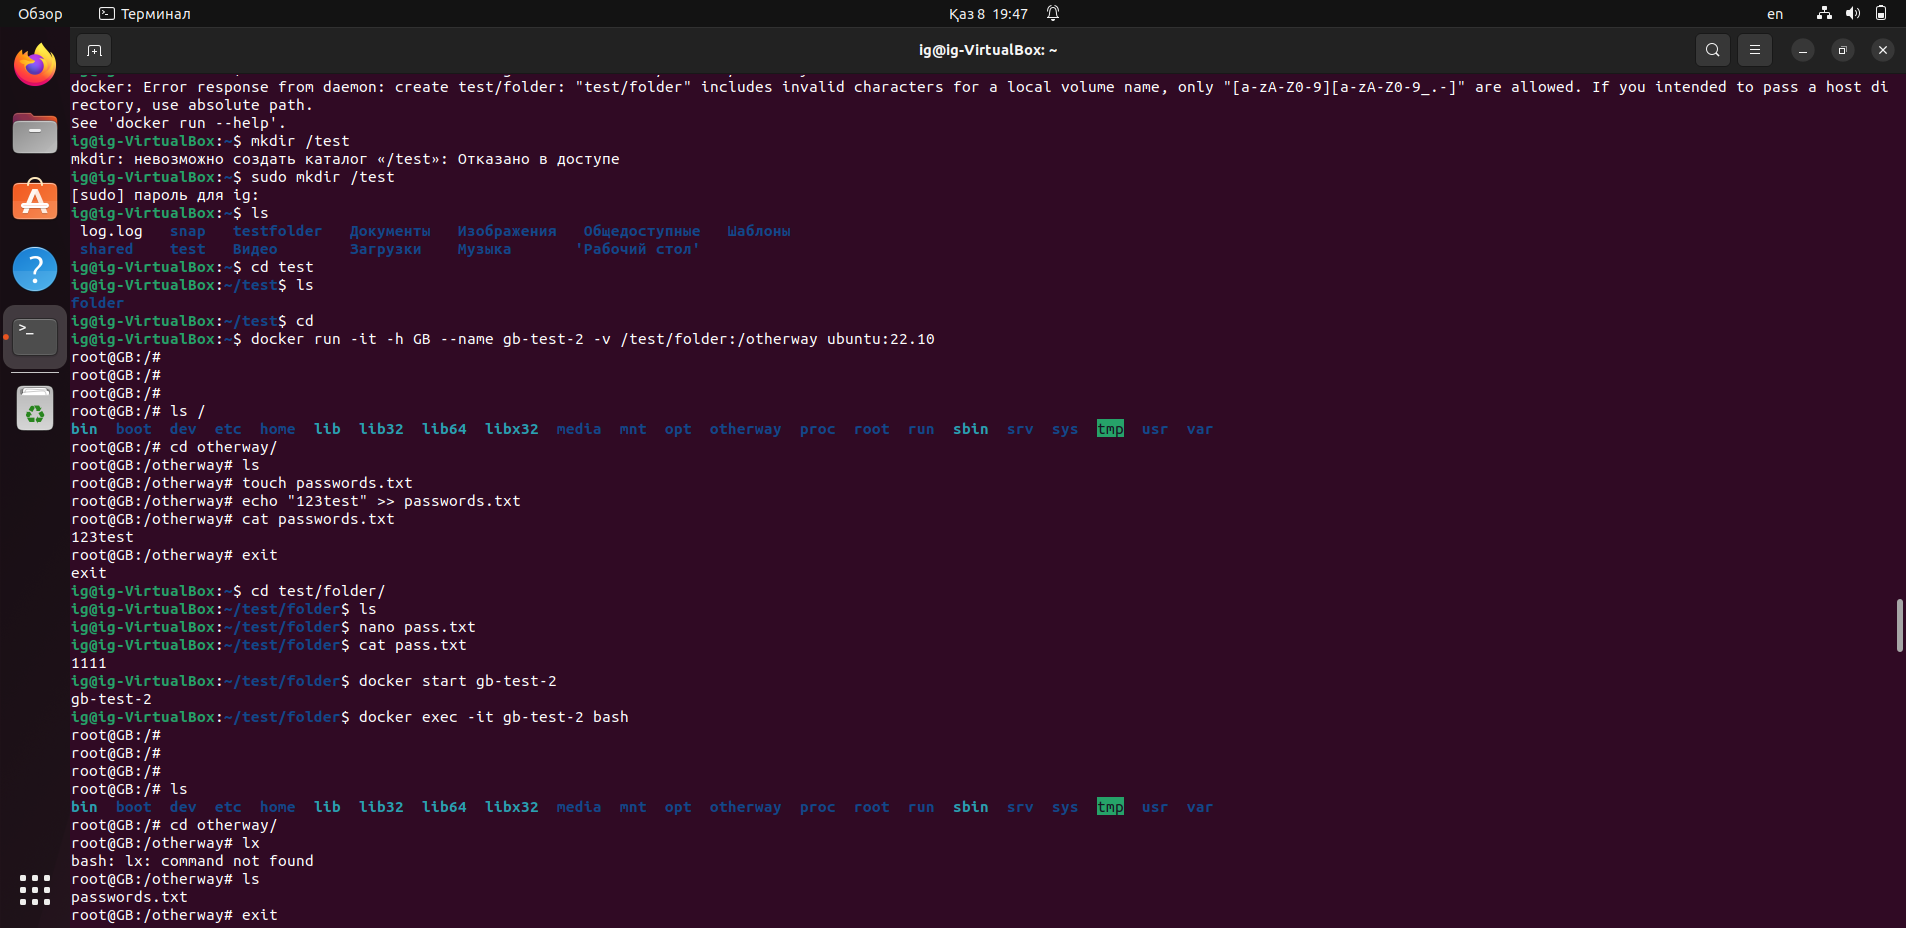 Обзор Терминал Қаз 8 19:47 en
ig@ig-VirtualBox: ~
docker: Error response from daemon: create test/folder: "test/folder" includes invalid characters for a local volume name, only "[a-zA-Z0-9][a-zA-Z0-9_.-]" are allowed. If you intended to pass a host di
rectory, use absolute path.
See 'docker run --help'.
ig@ig-VirtualBox:~$ mkdir /test
mkdir: невозможно создать каталог «/test»: Отказано в доступе
ig@ig-VirtualBox:~$ sudo mkdir /test
[sudo] пароль для ig:
ig@ig-VirtualBox:~$ ls
log.log snap testfolder Документы Изображения Общедоступные Шаблоны
shared test Видео Загрузки Музыка 'Рабочий стол'
ig@ig-VirtualBox:~$ cd test
ig@ig-VirtualBox:~/test$ ls
folder
ig@ig-VirtualBox:~/test$ cd
ig@ig-VirtualBox:~$ docker run -it -h GB --name gb-test-2 -v /test/folder:/otherway ubuntu:22.10
root@GB:/#
root@GB:/#
root@GB:/#
root@GB:/# ls /
bin boot dev etc home lib lib32 lib64 libx32 media mnt opt otherway proc root run sbin srv sys tmp usr var
root@GB:/# cd otherway/
root@GB:/otherway# ls
root@GB:/otherway# touch passwords.txt
root@GB:/otherway# echo "123test" >> passwords.txt
root@GB:/otherway# cat passwords.txt
123test
root@GB:/otherway# exit
exit
ig@ig-VirtualBox:~$ cd test/folder/
ig@ig-VirtualBox:~/test/folder$ ls
ig@ig-VirtualBox:~/test/folder$ nano pass.txt
ig@ig-VirtualBox:~/test/folder$ cat pass.txt
1111
ig@ig-VirtualBox:~/test/folder$ docker start gb-test-2
gb-test-2
ig@ig-VirtualBox:~/test/folder$ docker exec -it gb-test-2 bash
root@GB:/#
root@GB:/#
root@GB:/#
root@GB:/# ls
bin boot dev etc home lib lib32 lib64 libx32 media mnt opt otherway proc root run sbin srv sys tmp usr var
root@GB:/# cd otherway/
root@GB:/otherway# lx
bash: lx: command not found
root@GB:/otherway# ls
passwords.txt
root@GB:/otherway# exit